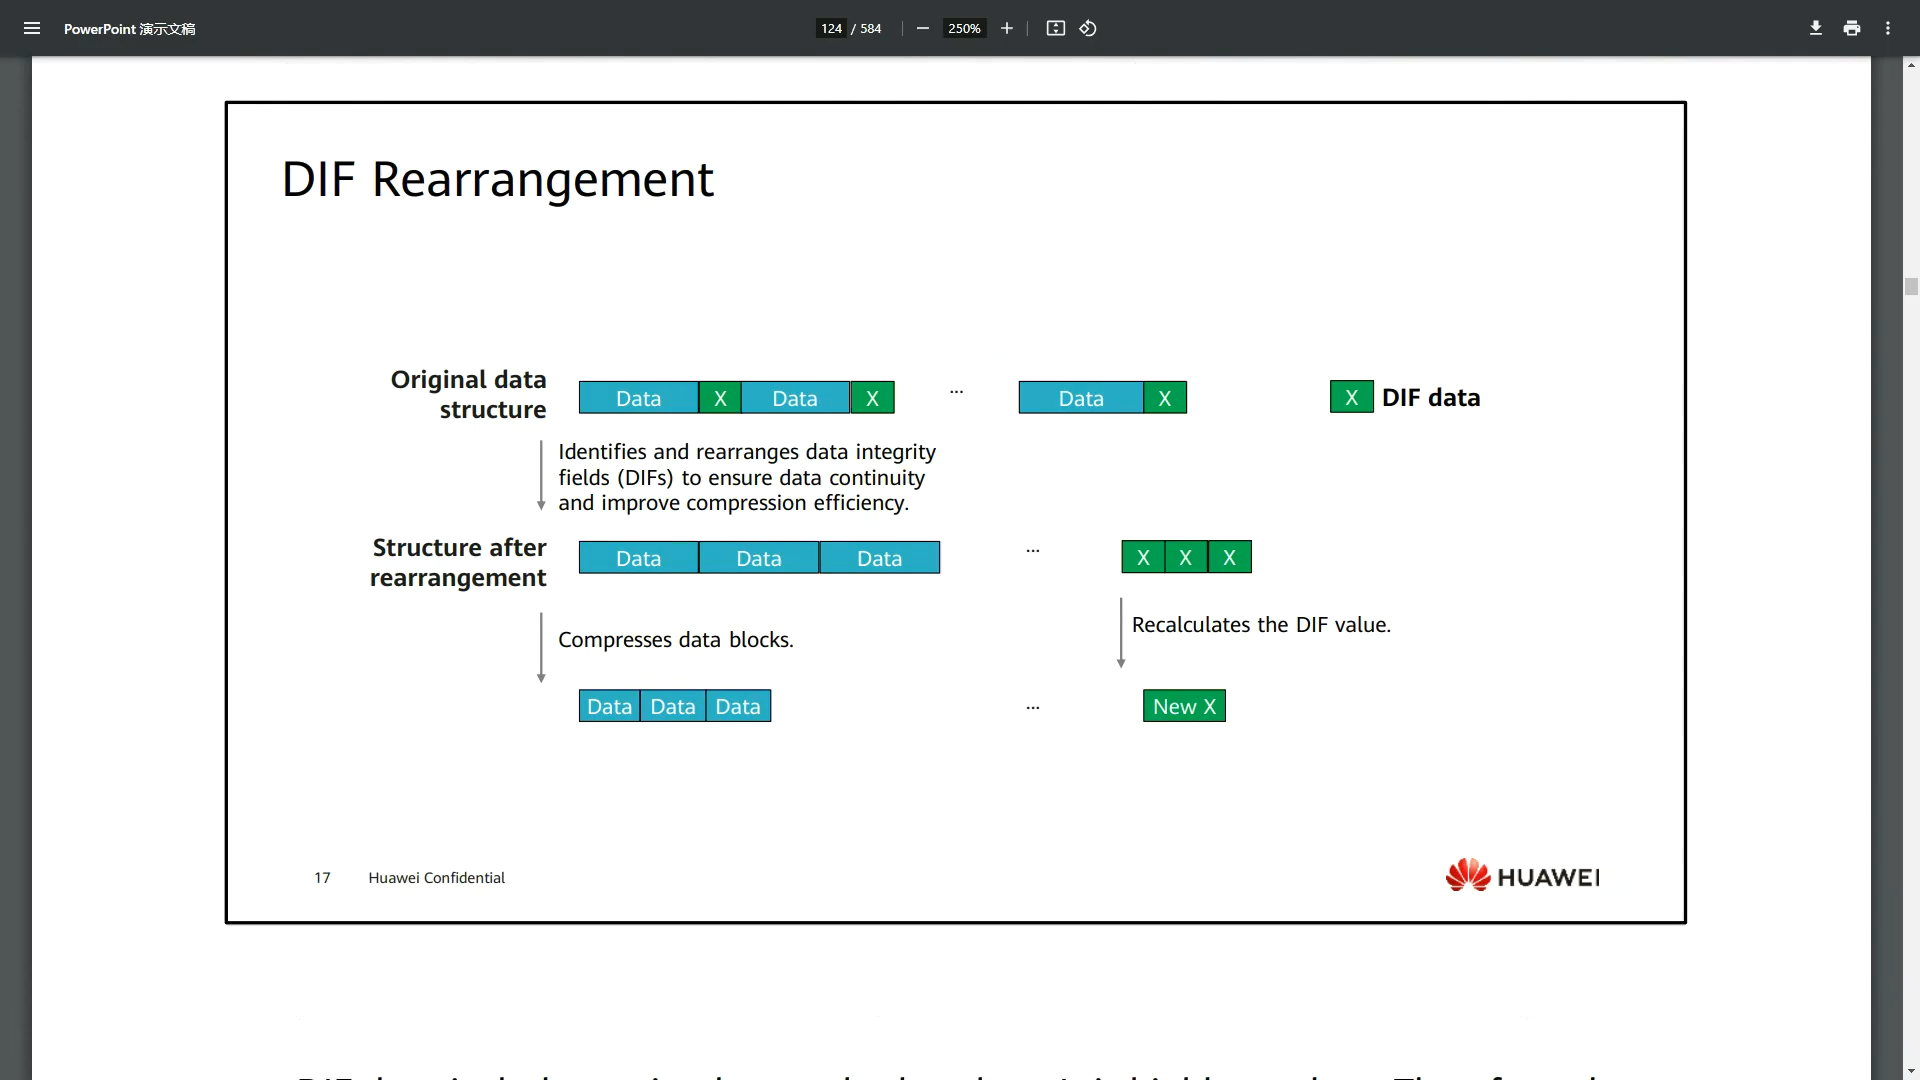 PowerPoint 演示文稿
124 / 584
250%
DIF Rearrangement
Original data
structure
Data X Data X ... Data X
X DIF data
Identifies and rearranges data integrity
fields (DIFs) to ensure data continuity
and improve compression efficiency.
Structure after
rearrangement
Data Data Data ... X X X
Compresses data blocks.
Recalculates the DIF value.
Data Data Data ... New X
17 Huawei Confidential
HUAWEI